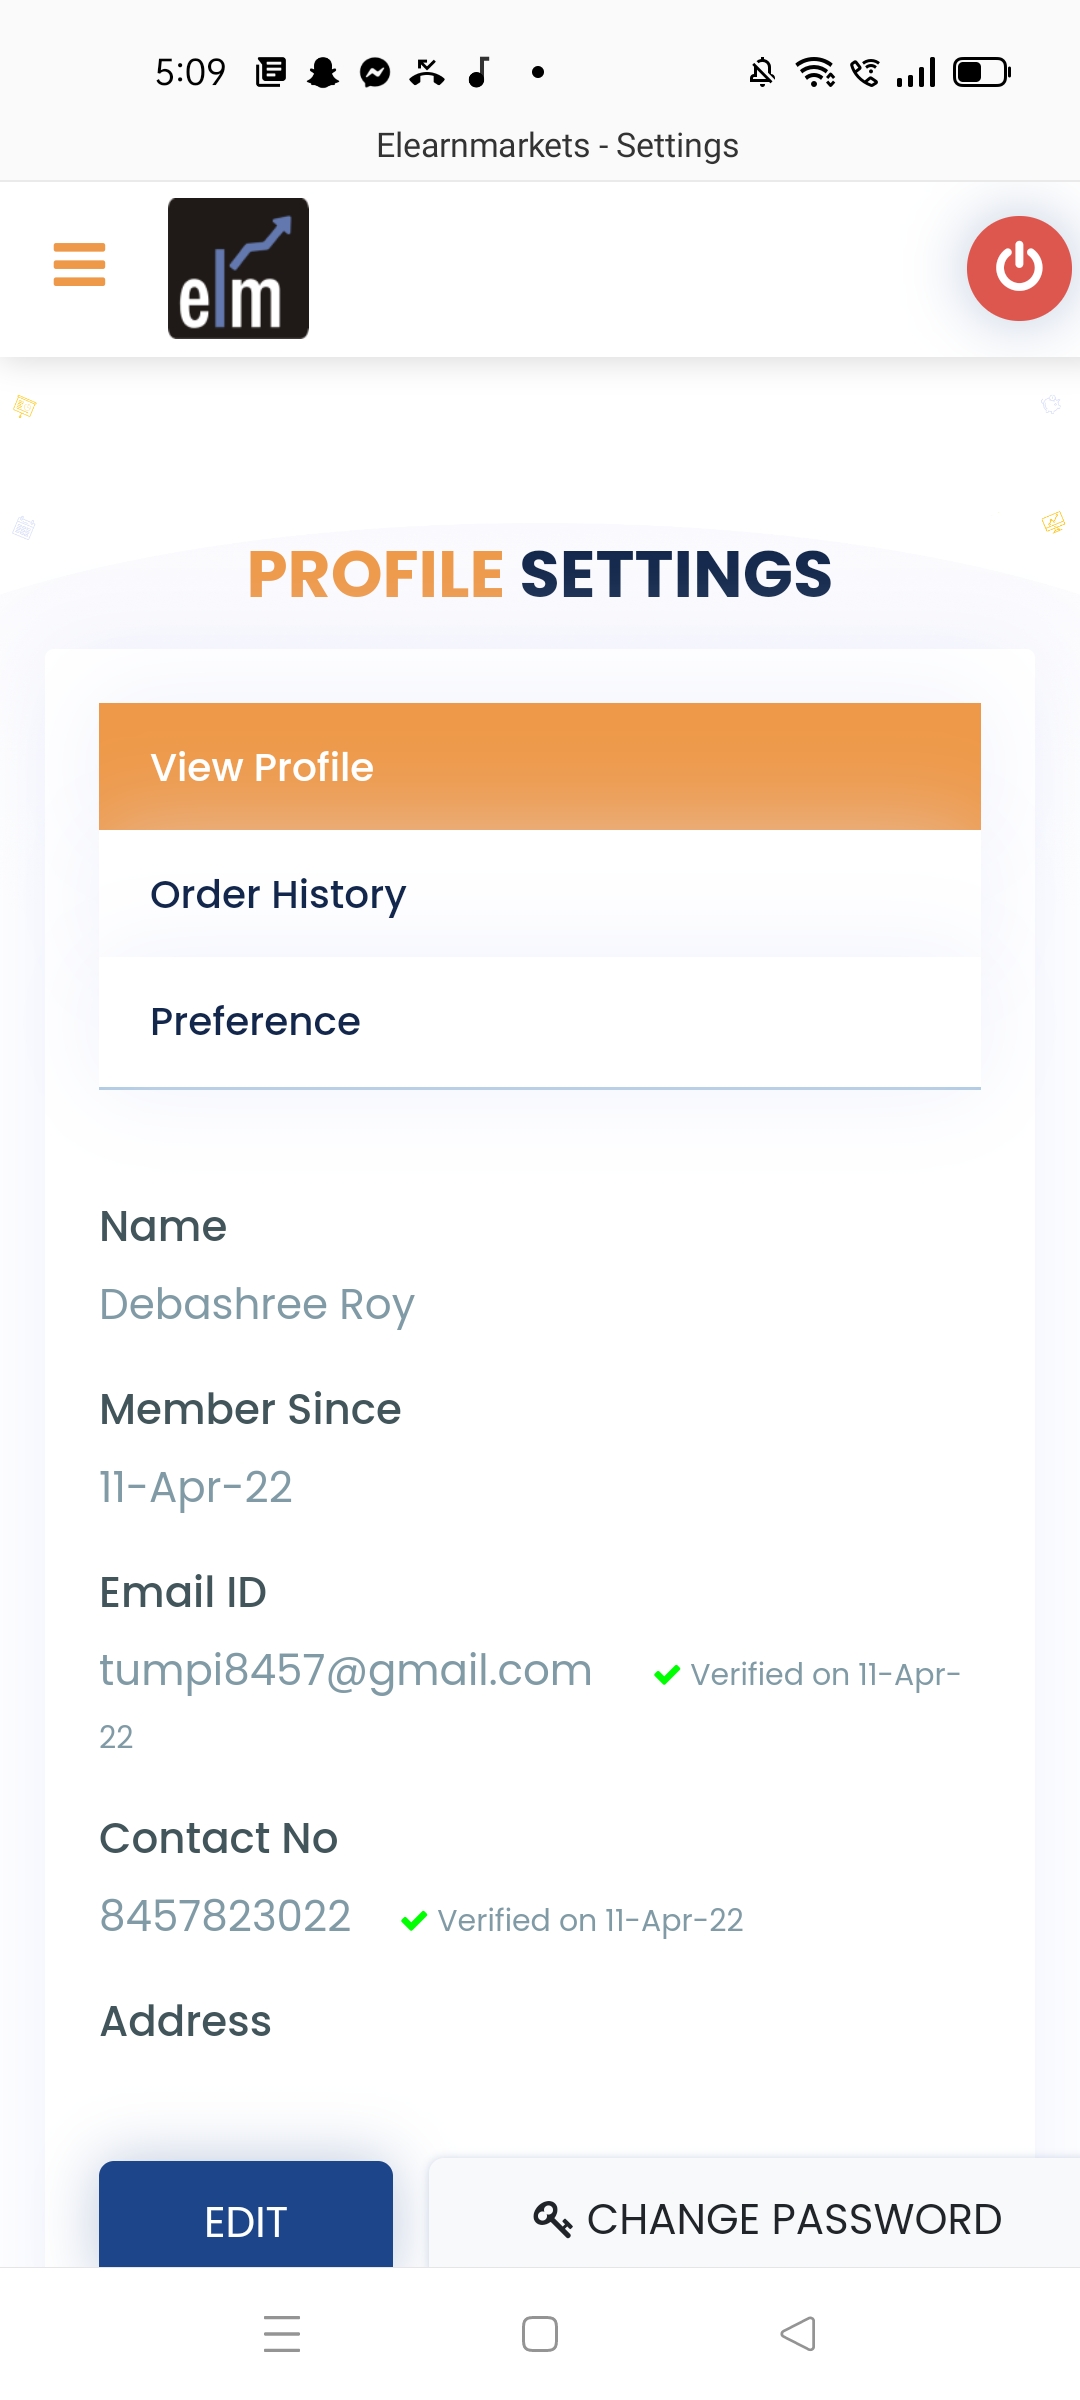 5:09
Elearnmarkets - Settings
elm
PROFILE SETTINGS
View Profile
Order History
Preference
Name
Debashree Roy
Member Since
11-Apr-22
Email ID
tumpi8457@gmail.com Verified on 11-Apr-
22
Contact No
8457823022 Verified on 11-Apr-22
Address
EDIT CHANGE PASSWORD